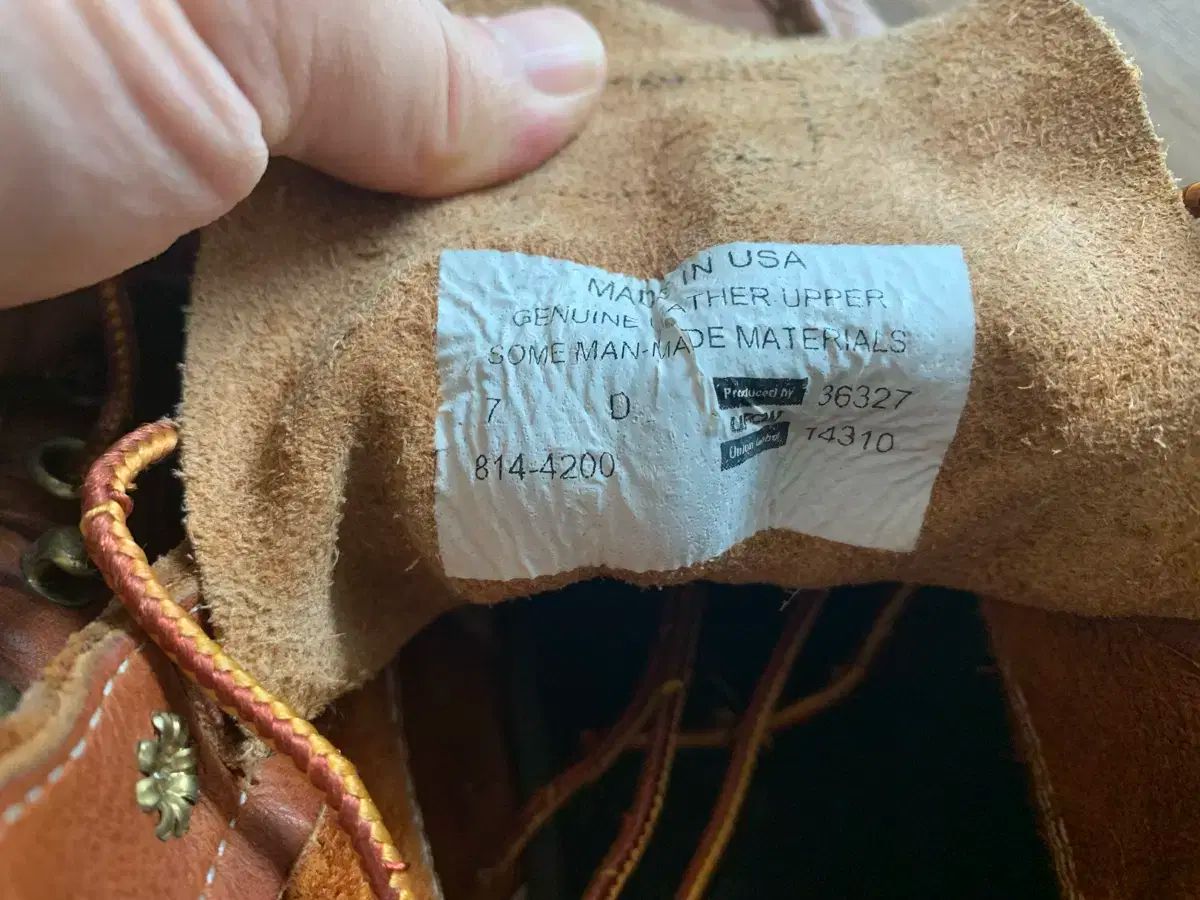 MADE IN USA
GENUINE LEATHER UPPER
SOME MAN-MADE MATERIALS
7 D
Produced by
UFCW
Union Label
36327
14310
814-4200